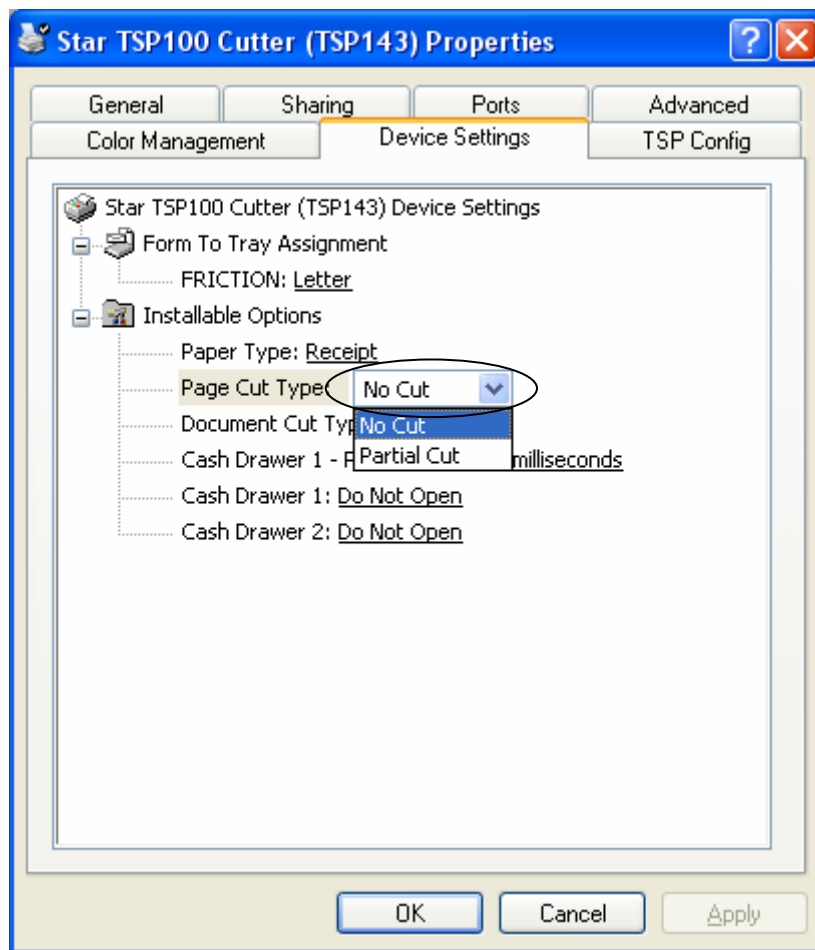 Star TSP100 Cutter (TSP143) Properties
General Sharing Ports Advanced
Color Management Device Settings TSP Config
Star TSP100 Cutter (TSP143) Device Settings
Form To Tray Assignment
FRICTION: Letter
Installable Options
Paper Type: Receipt
Page Cut Type: No Cut
Document Cut No Cut
Cash Drawer 1 - Partial Cut milliseconds
Cash Drawer 1: Do Not Open
Cash Drawer 2: Do Not Open
OK Cancel Apply